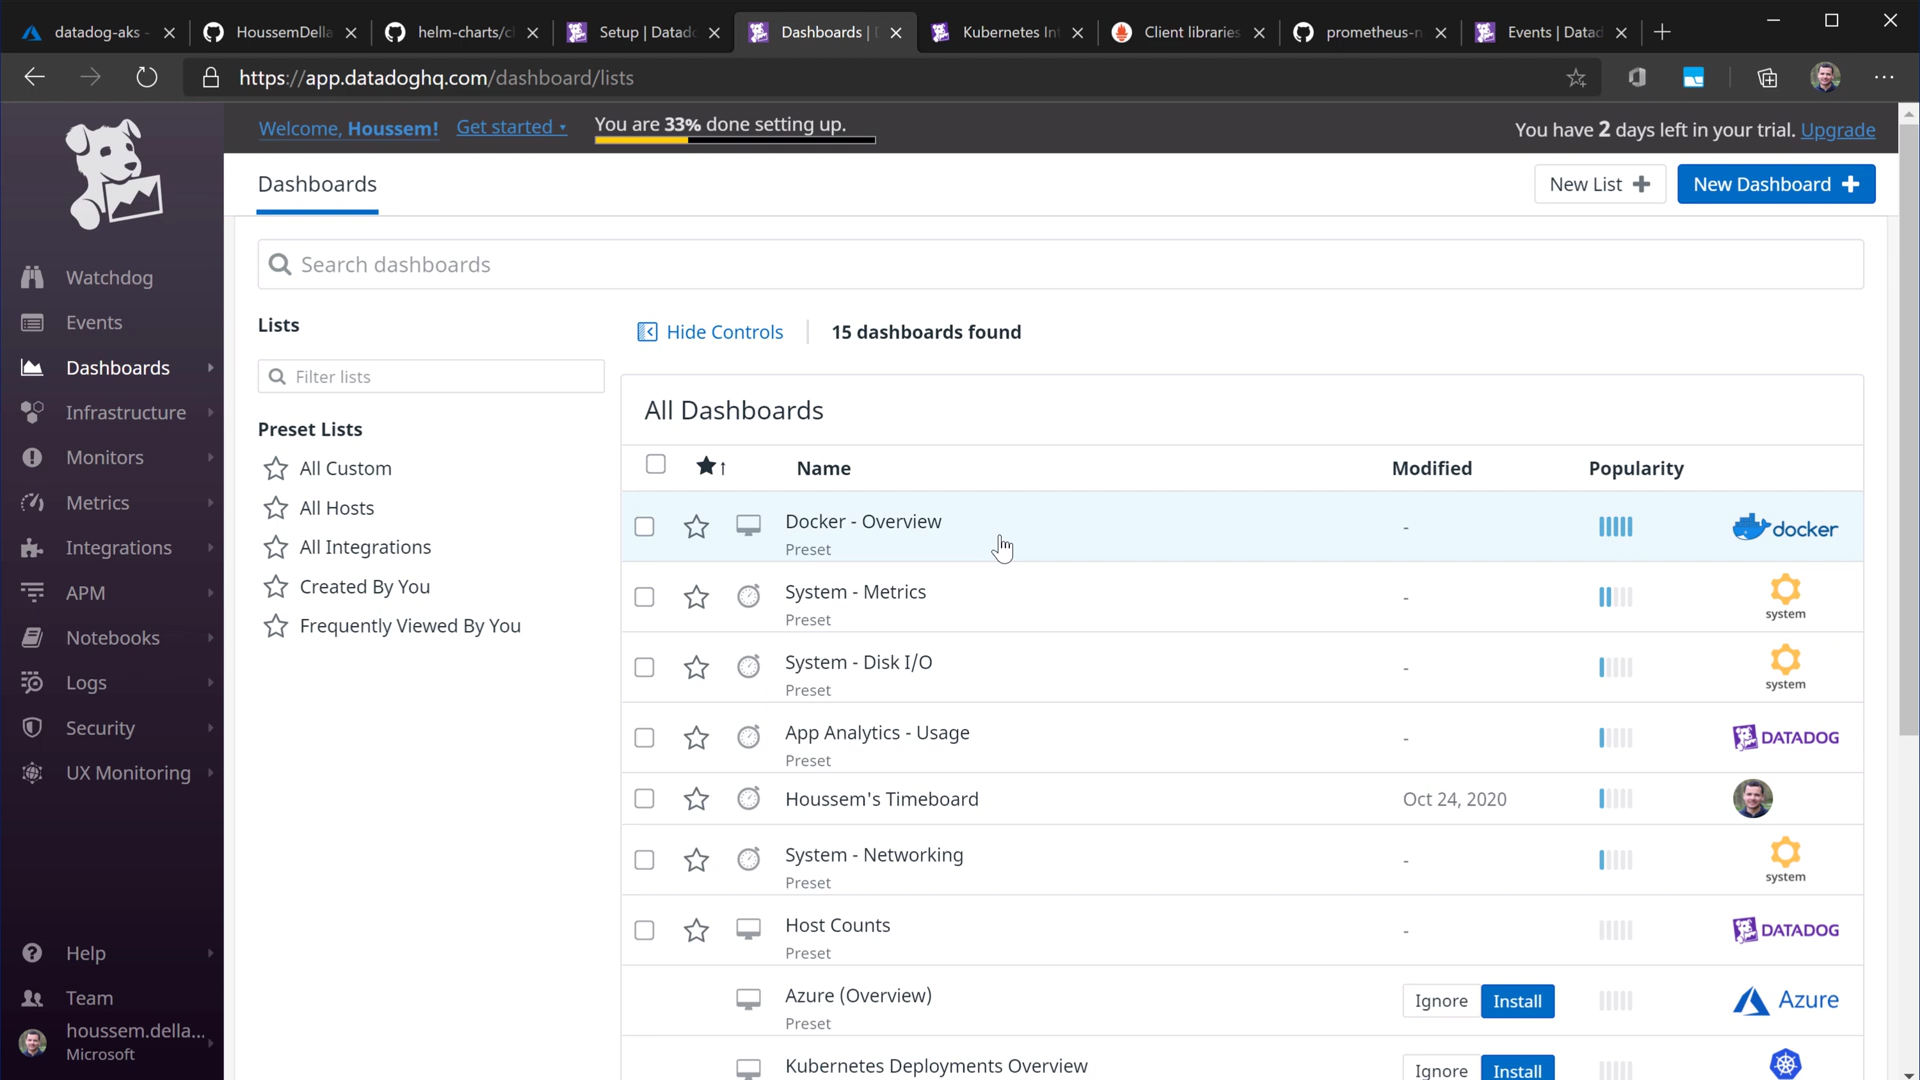 datadog-aks -
HoussemDella
helm-charts/cl
Setup | Datado
Dashboards |
Kubernetes Int
Client libraries
prometheus-n
Events | Datad
https://app.datadoghq.com/dashboard/lists
Welcome, Houssem!
Get started
You are 33% done setting up.
You have 2 days left in your trial. Upgrade
Dashboards
New List
New Dashboard
Search dashboards
Watchdog
Events
Dashboards
Infrastructure
Monitors
Metrics
Integrations
APM
Notebooks
Logs
Security
UX Monitoring
Help
Team
houssem.della...
Microsoft
Lists
Filter lists
Preset Lists
All Custom
All Hosts
All Integrations
Created By You
Frequently Viewed By You
Hide Controls
15 dashboards found
All Dashboards
Name
Modified
Popularity
Docker - Overview
Preset
-
docker
System - Metrics
Preset
-
system
System - Disk I/O
Preset
-
system
App Analytics - Usage
Preset
-
DATADOG
Houssem's Timeboard
Oct 24, 2020
System - Networking
Preset
-
system
Host Counts
Preset
-
DATADOG
Azure (Overview)
Preset
Ignore
Install
Azure
Kubernetes Deployments Overview
Ignore
Install